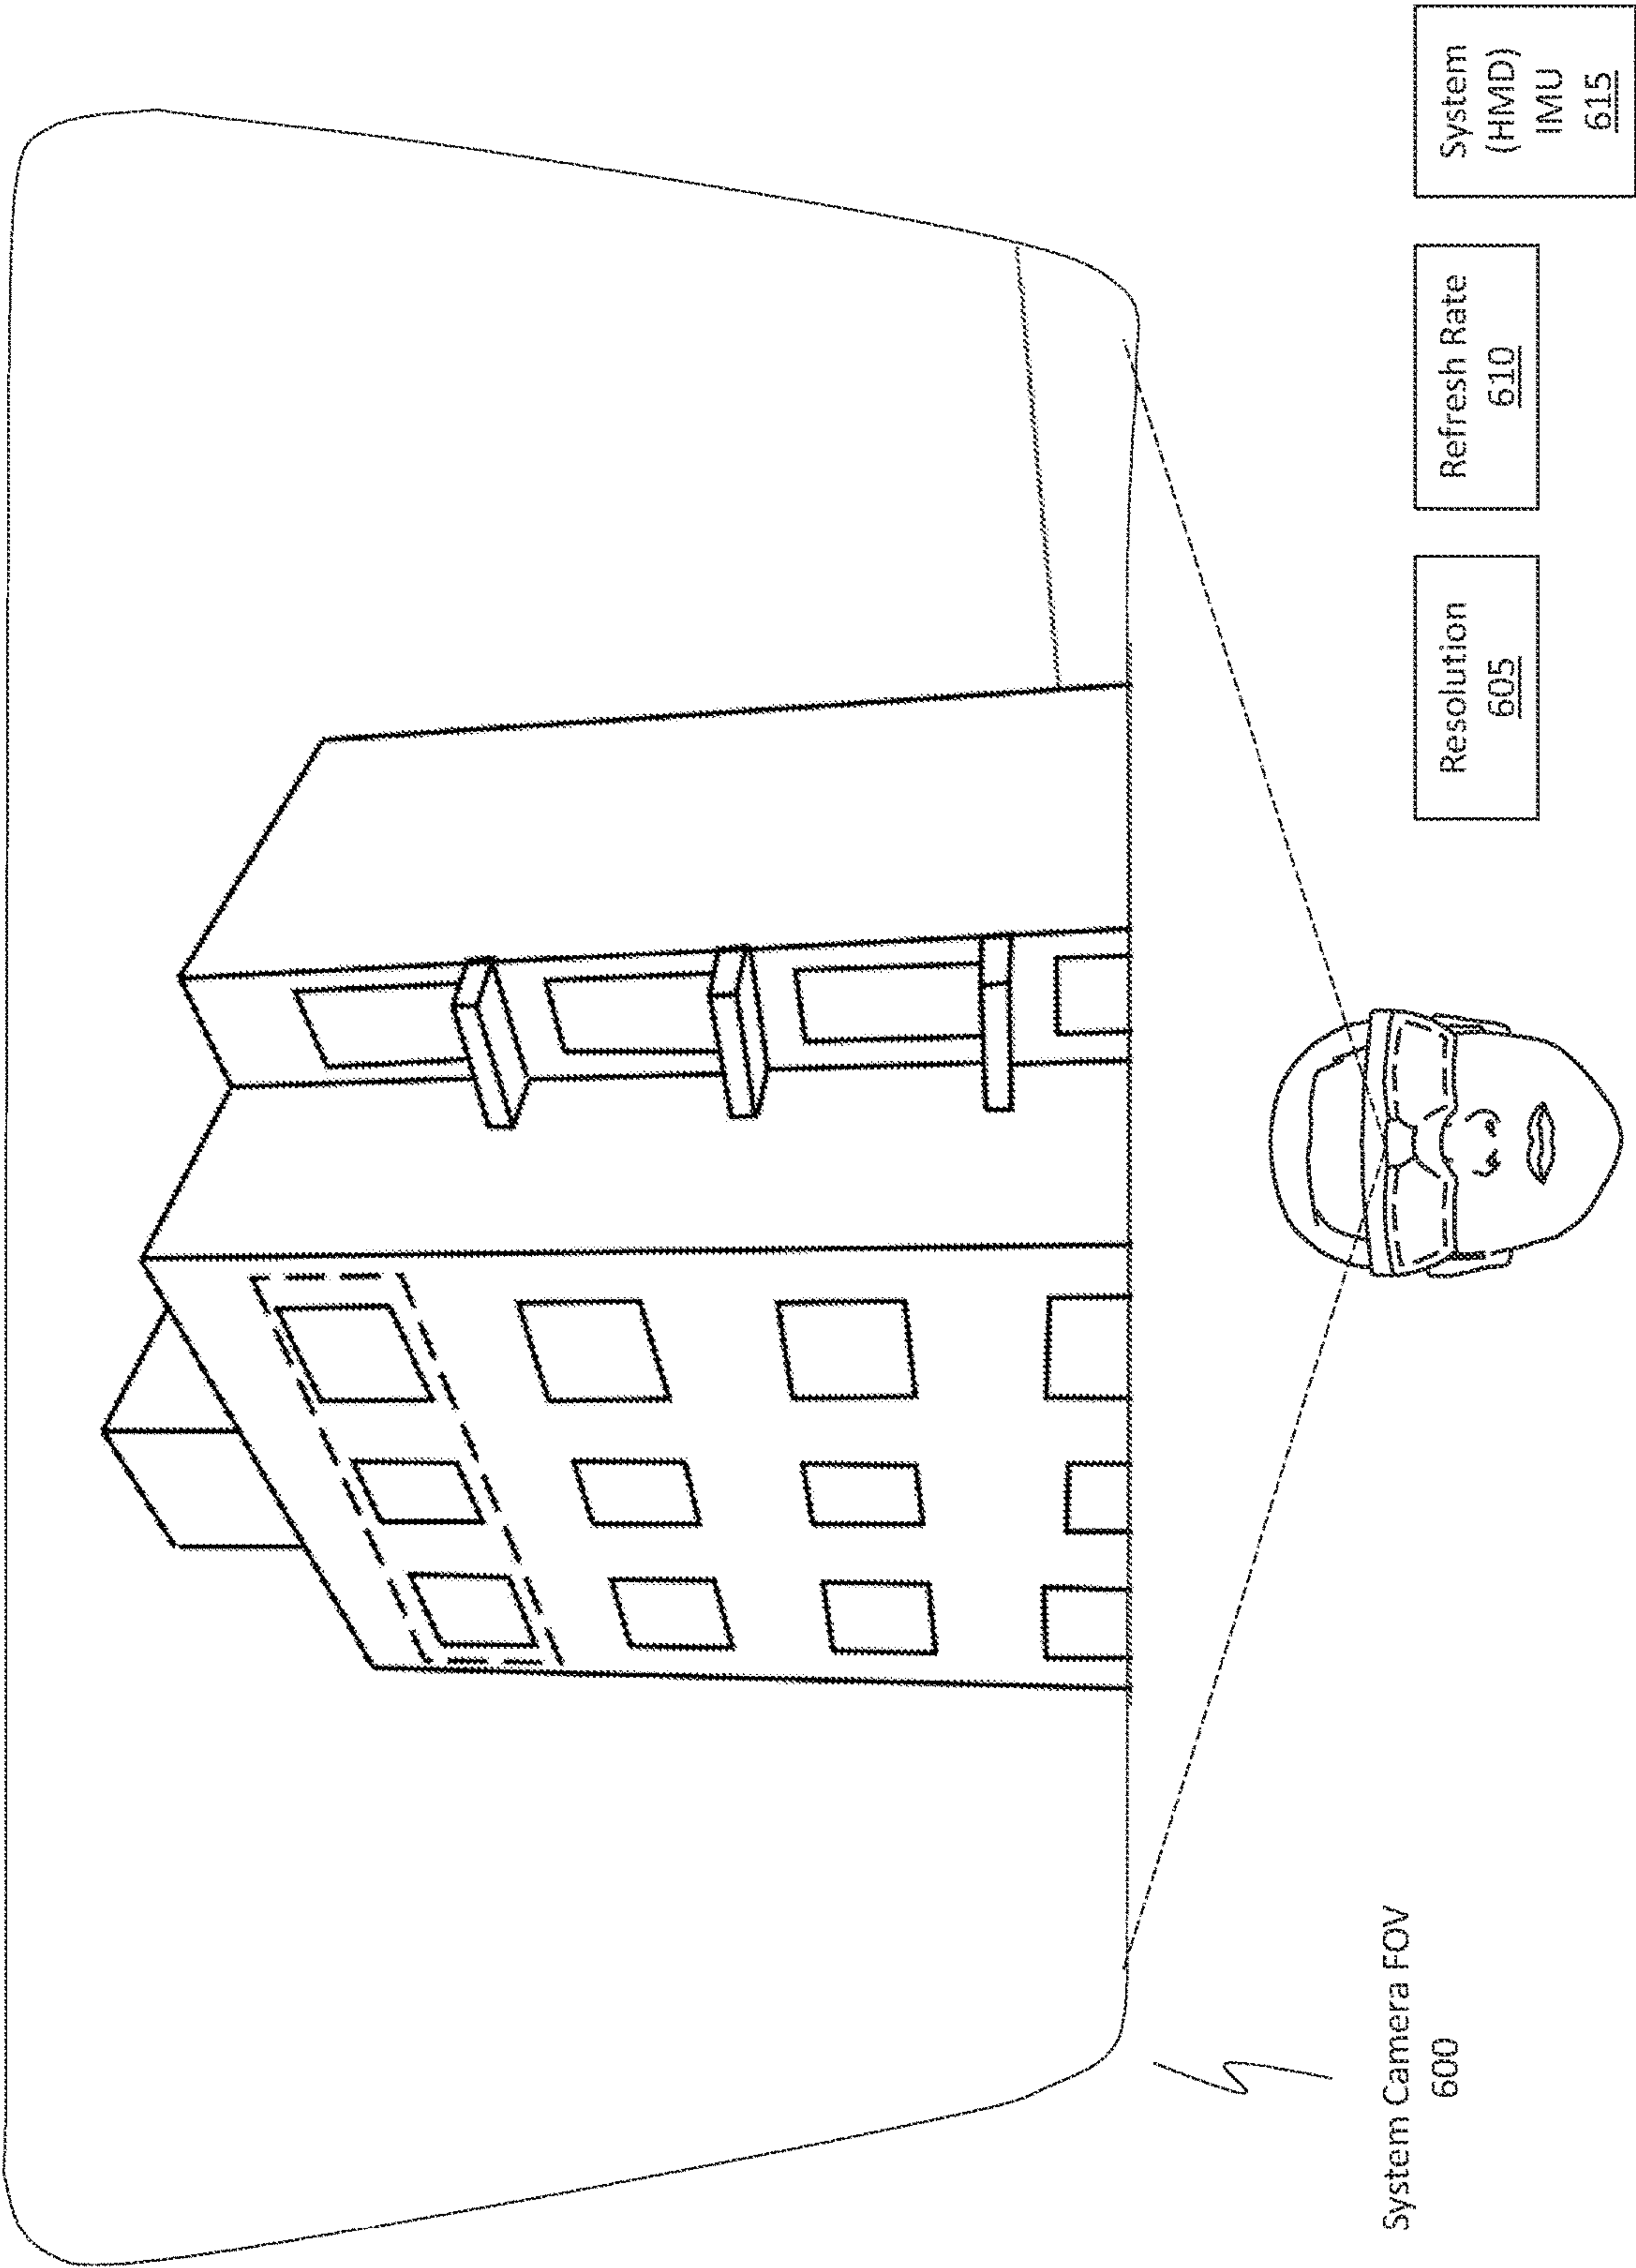 System Camera FOV
600
Resolution
605
Refresh Rate
610
System
(HMD)
IMU
615